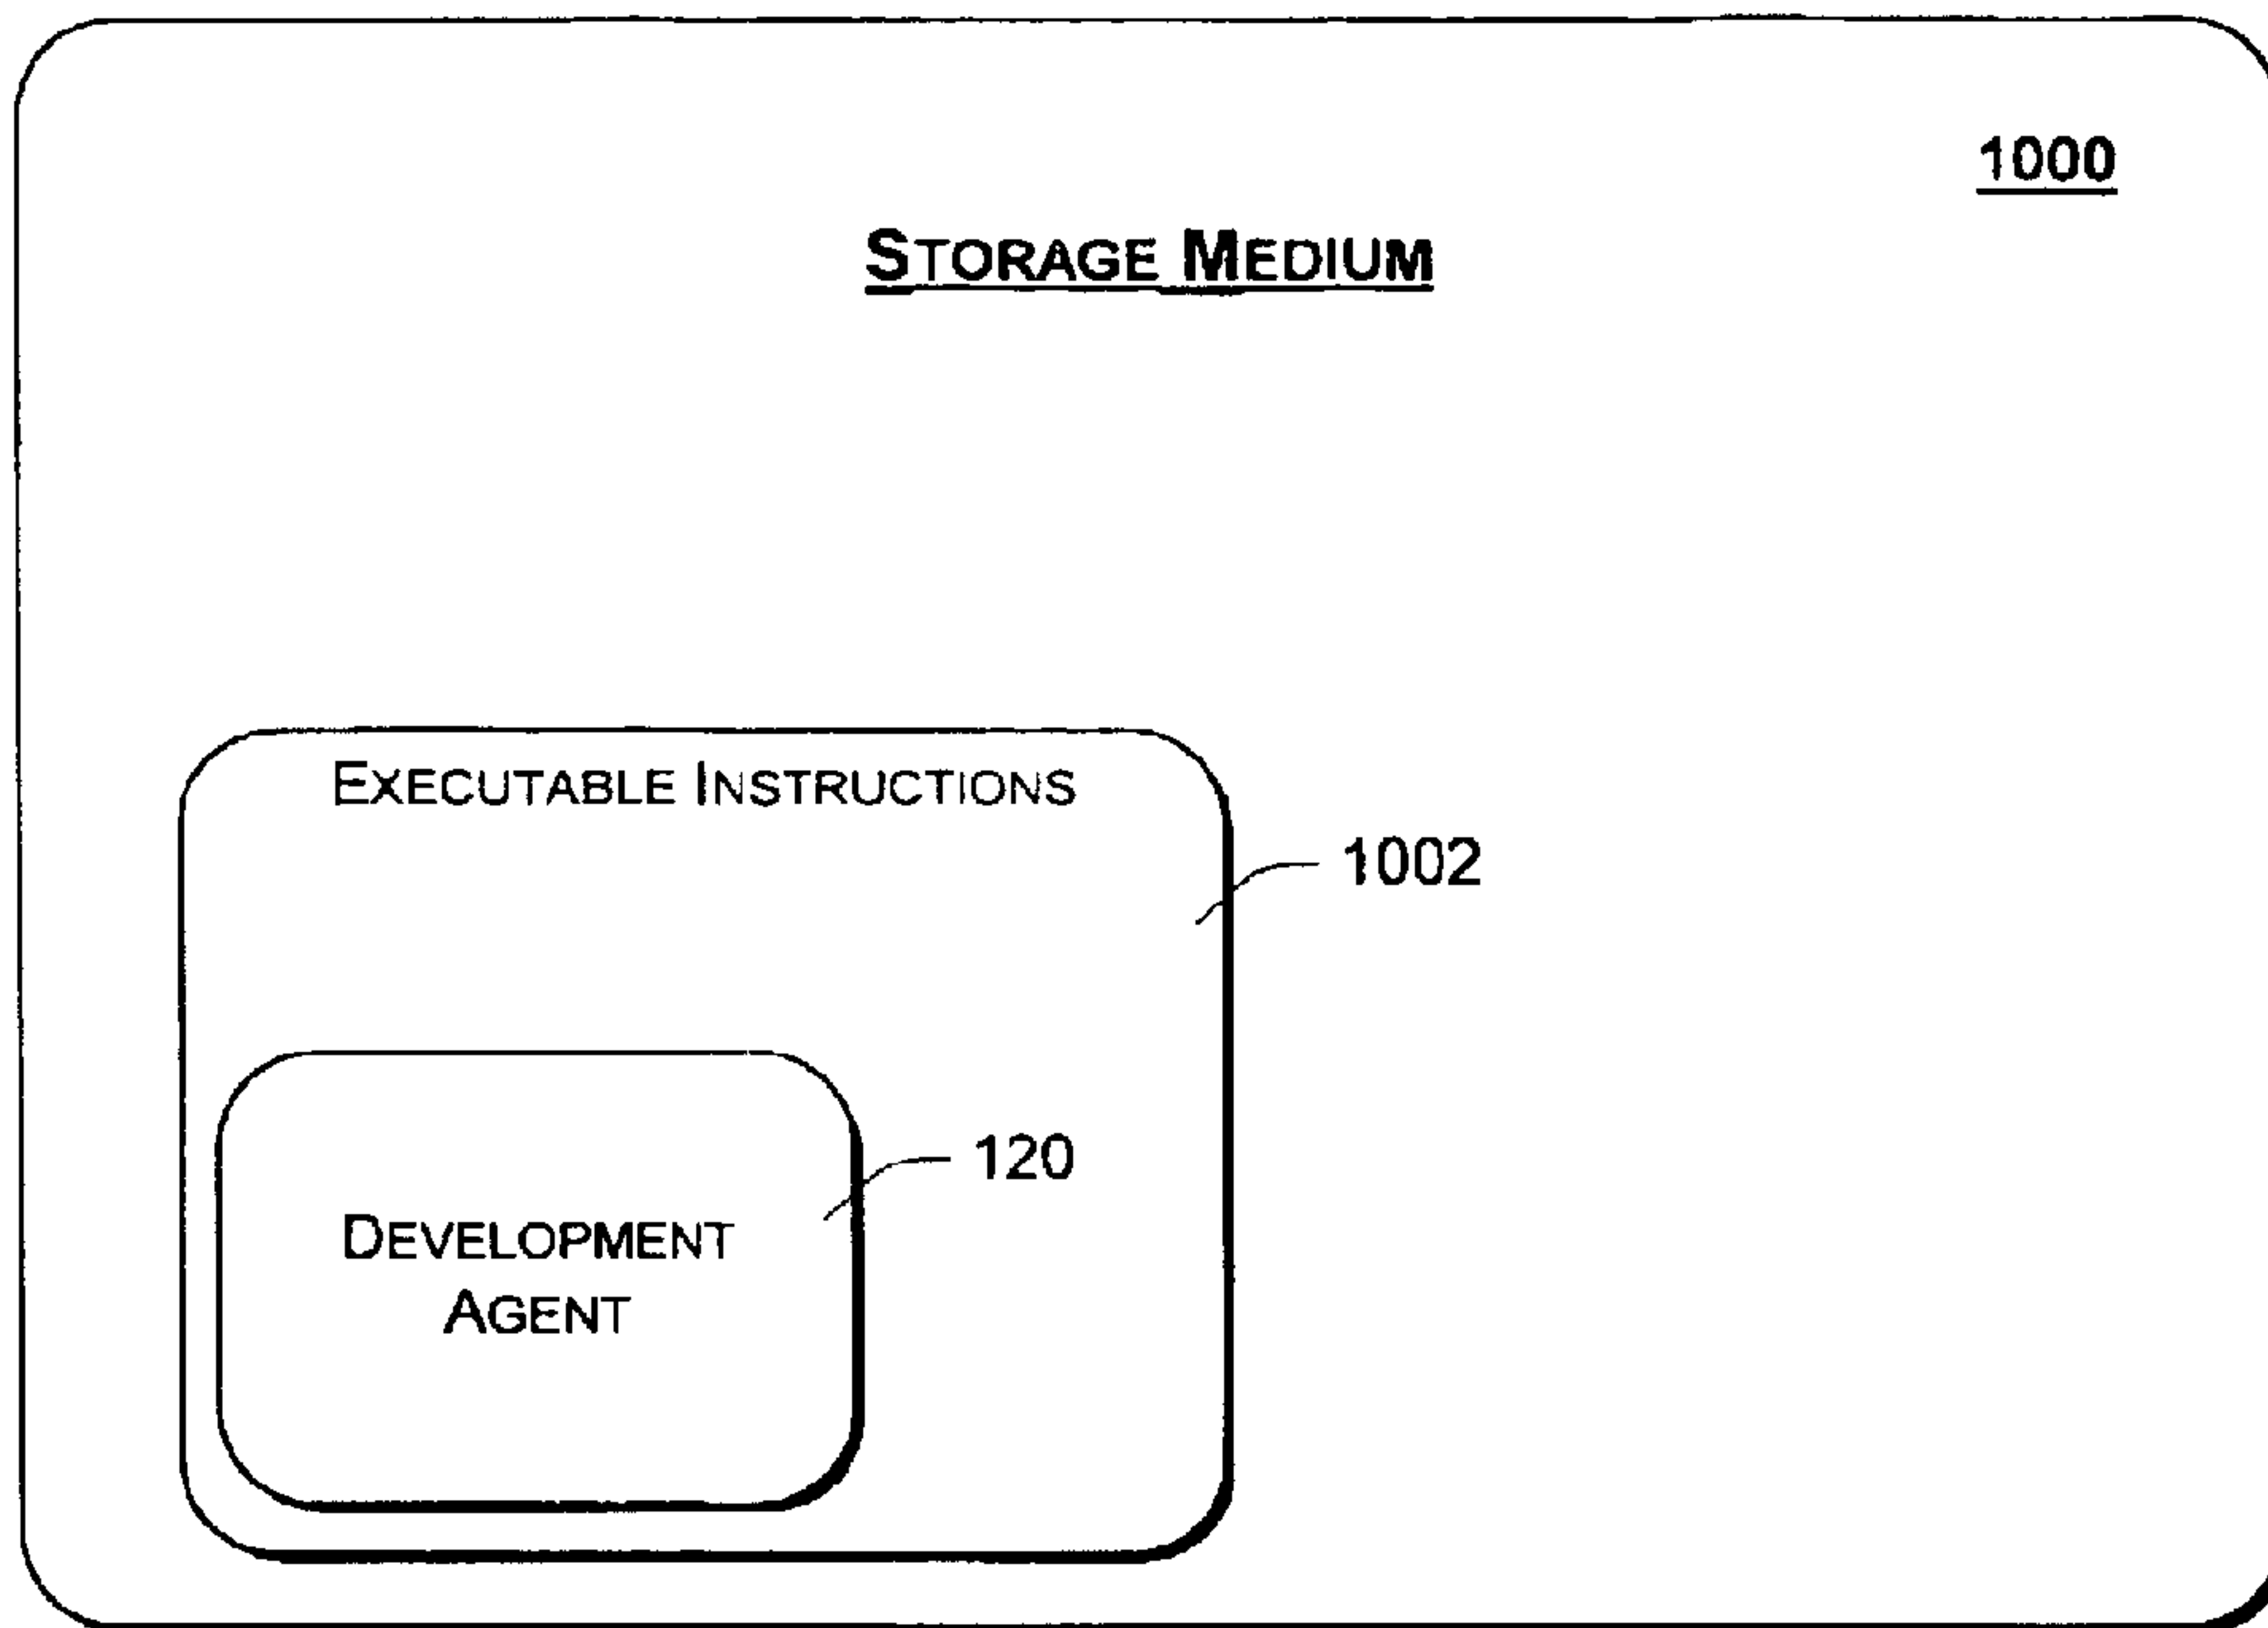 1000
STORAGE MEDIUM
EXECUTABLE INSTRUCTIONS
1002
120
DEVELOPMENT
AGENT